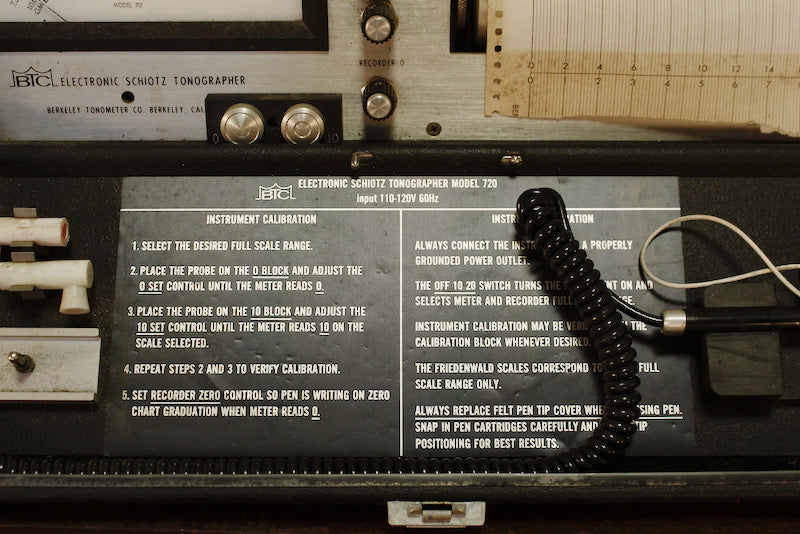 MODEL 701
RECORDER 0
BTC ELECTRONIC SCHIOTZ TONOGRAPHER
BERKELEY TONOMETER CO. BERKELEY, CAL
0 10
0 2 4 6 8 10 12 14
0 1 2 3 4 5 6 7
BTC ELECTRONIC SCHIOTZ TONOGRAPHER MODEL 720
input 110-120V 60Hz
INSTRUMENT CALIBRATION
1. SELECT THE DESIRED FULL SCALE RANGE.
2. PLACE THE PROBE ON THE 0 BLOCK AND ADJUST THE
0 SET CONTROL UNTIL THE METER READS 0.
3. PLACE THE PROBE ON THE 10 BLOCK AND ADJUST THE
10 SET CONTROL UNTIL THE METER READS 10 ON THE
SCALE SELECTED.
4. REPEAT STEPS 2 AND 3 TO VERIFY CALIBRATION.
5. SET RECORDER ZERO CONTROL SO PEN IS WRITING ON ZERO
CHART GRADUATION WHEN METER READS 0.
ALWAYS CONNECT THE A PROPERLY
GROUNDED POWER OUTLET.
THE OFF 10 20 SWITCH TURNS THE ON AND
SELECTS METER AND RECORDER
INSTRUMENT CALIBRATION MAY BE THE
CALIBRATION BLOCK WHENEVER DESIRED.
THE FRIEDENWALD SCALES CORRESPOND FULL
SCALE RANGE ONLY.
ALWAYS REPLACE FELT PEN TIP COVER PEN.
SNAP IN PEN CARTRIDGES CAREFULLY AND TIP
POSITIONING FOR BEST RESULTS.